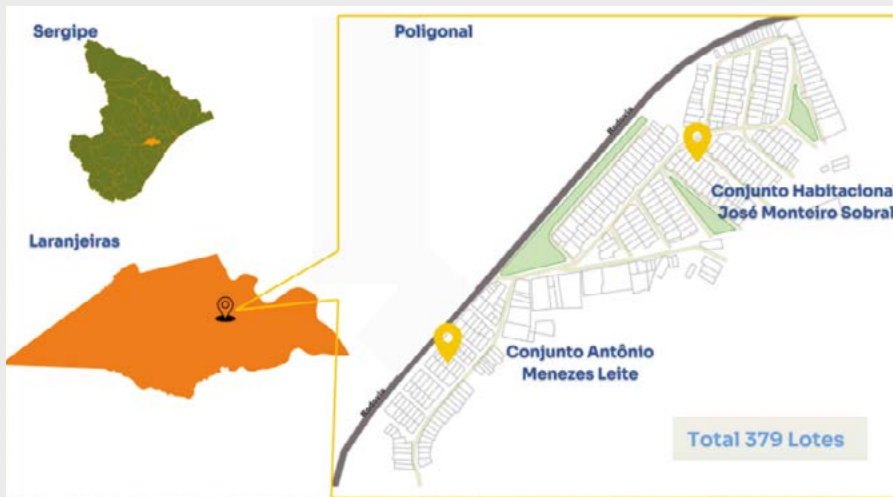 Sergipe
Poligonal
Rodovia
Conjunto Habitaciona
José Monteiro Sobral
Laranjeiras
Conjunto Antônio
Menezes Leite
Rodovia
Total 379 Lotes